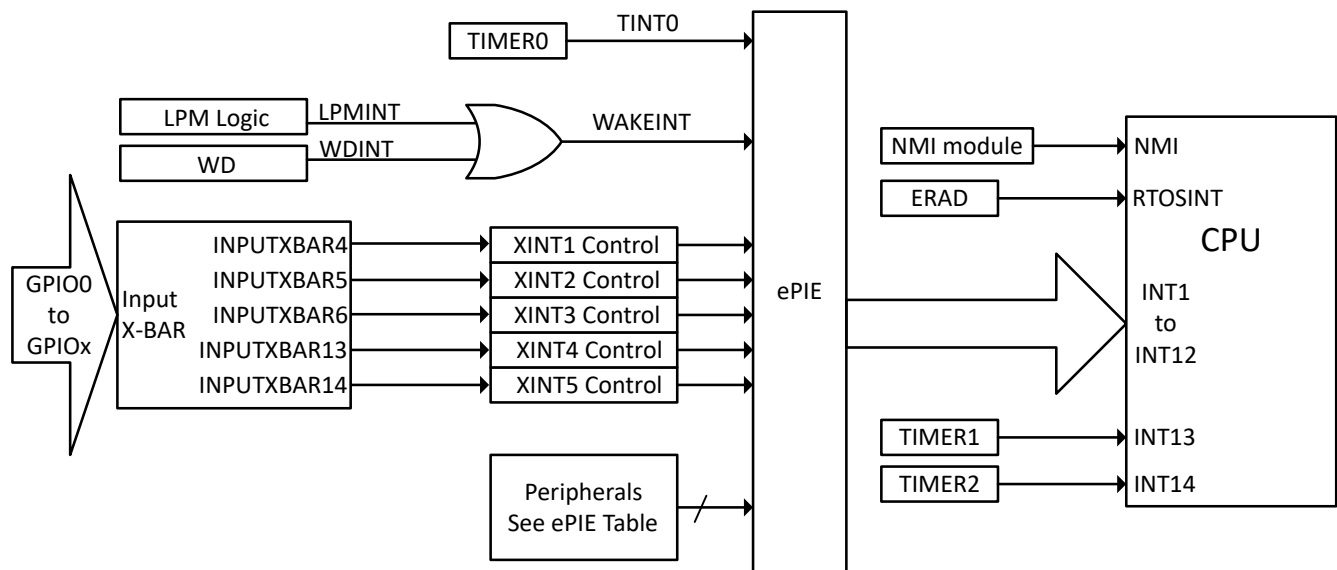 TIMER0
TINT0
LPM Logic
LPMINT
WD
WDINT
WAKEINT
GPIO0
to
GPIOx
Input
X-BAR
INPUTXBAR4
INPUTXBAR5
INPUTXBAR6
INPUTXBAR13
INPUTXBAR14
XINT1 Control
XINT2 Control
XINT3 Control
XINT4 Control
XINT5 Control
Peripherals
See ePIE Table
ePIE
NMI module
ERAD
TIMER1
TIMER2
NMI
RTOSINT
CPU
INT1
to
INT12
INT13
INT14